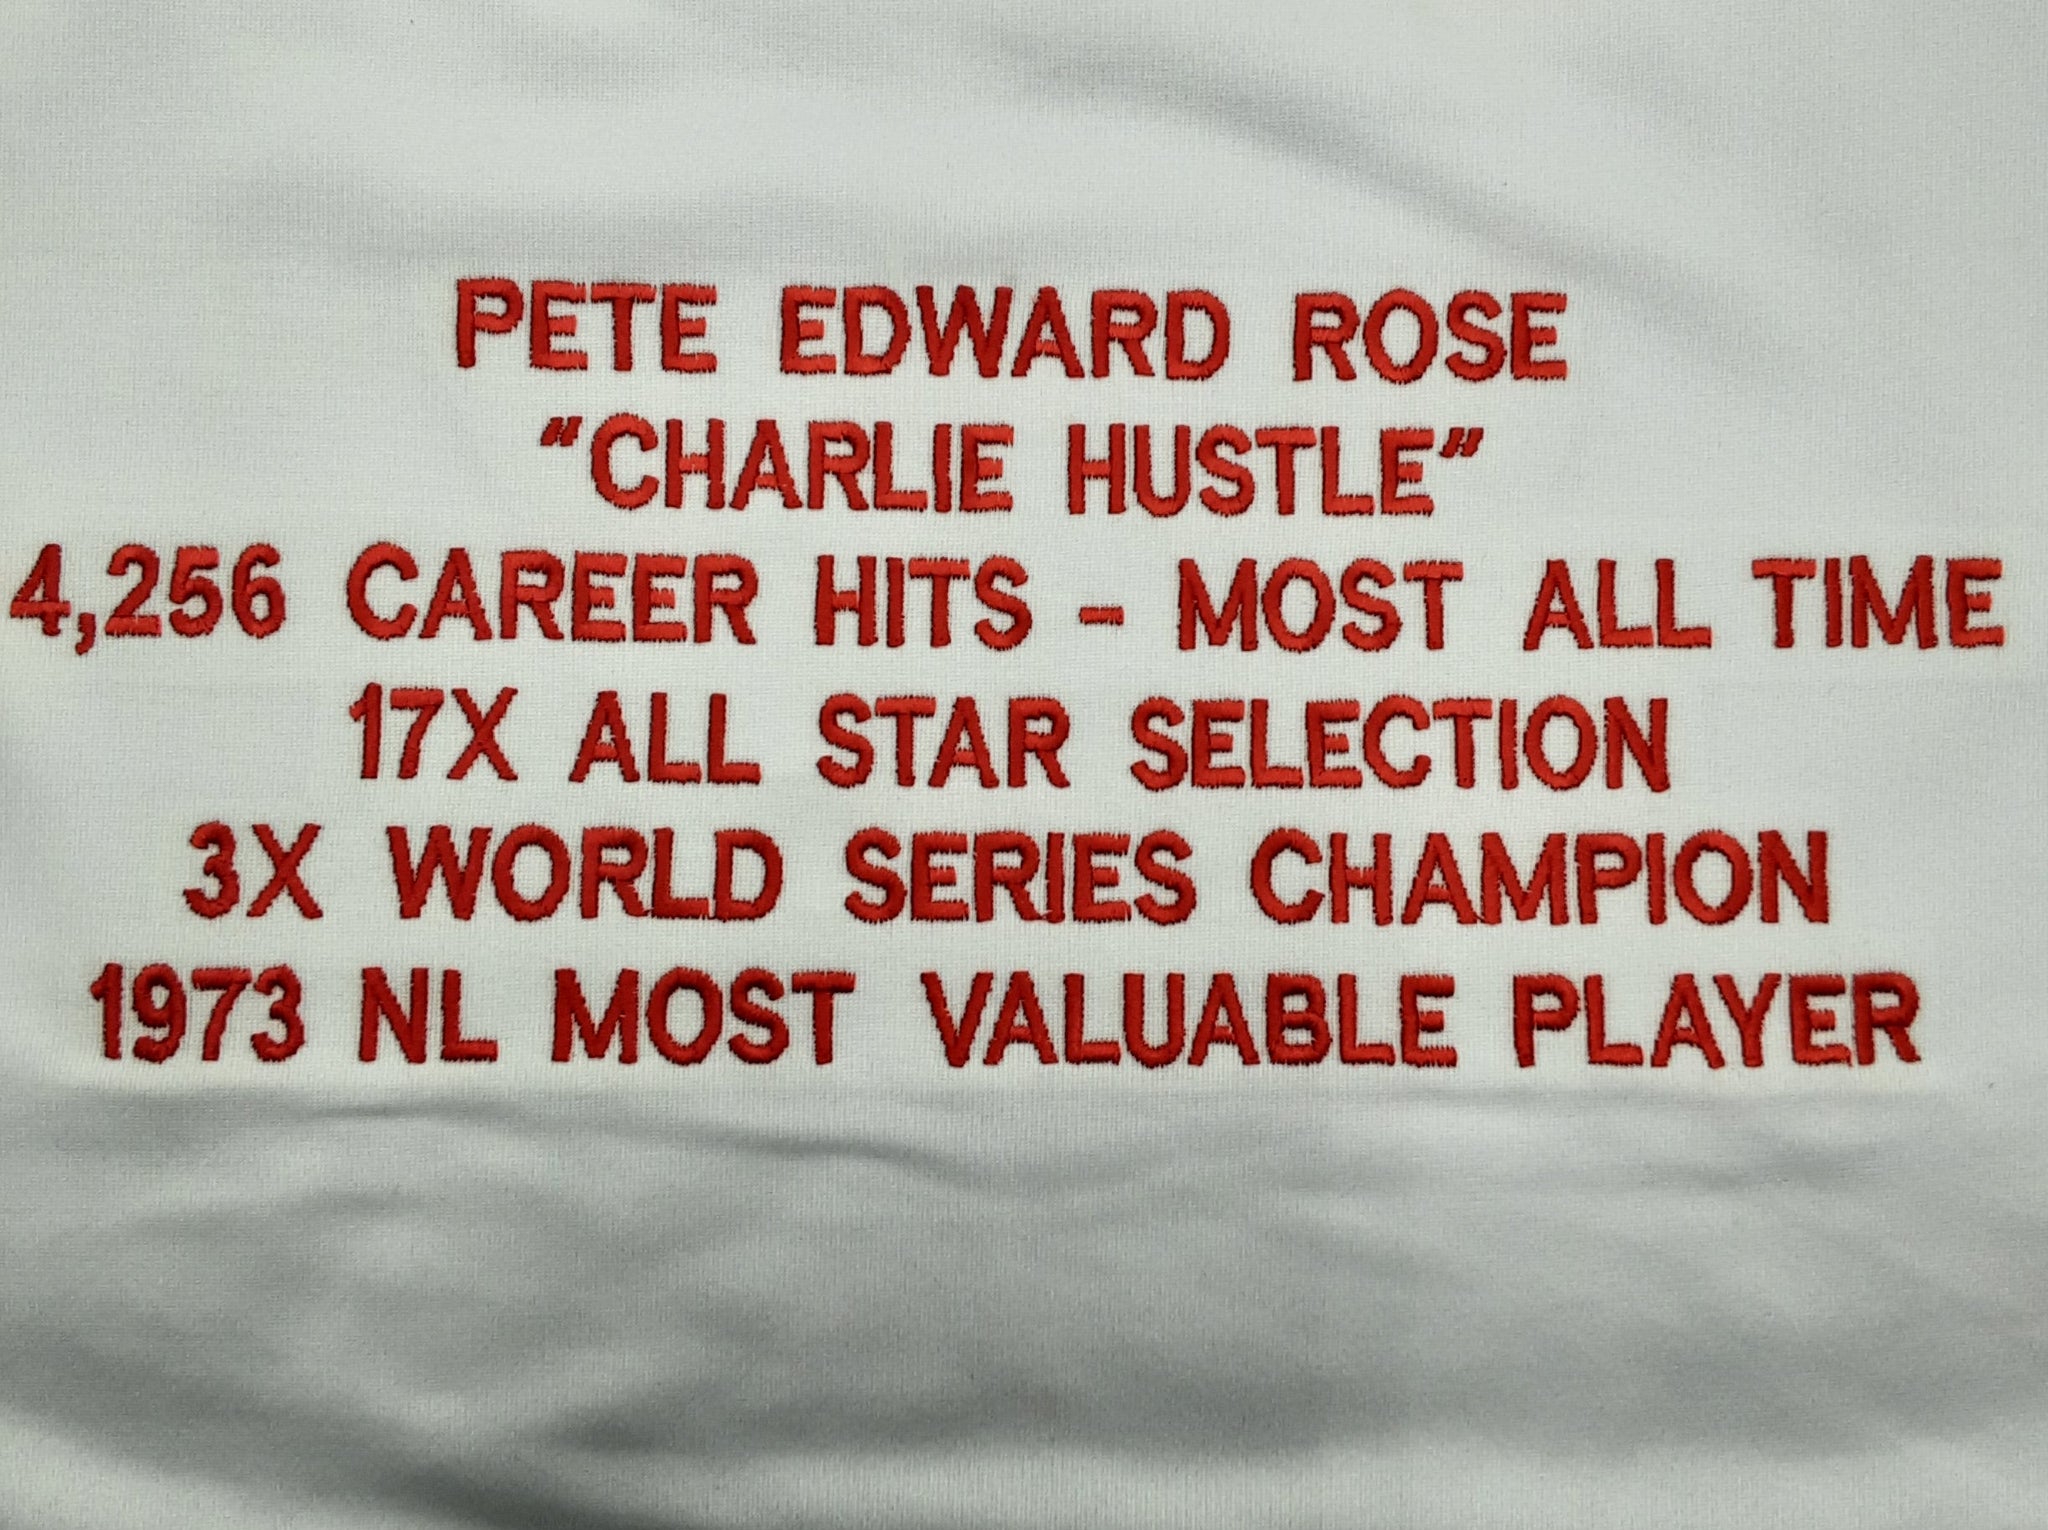 PETE EDWARD ROSE
"CHARLIE HUSTLE"
4,256 CAREER HITS - MOST ALL TIME
17X ALL STAR SELECTION
3X WORLD SERIES CHAMPION
1973 NL MOST VALUABLE PLAYER